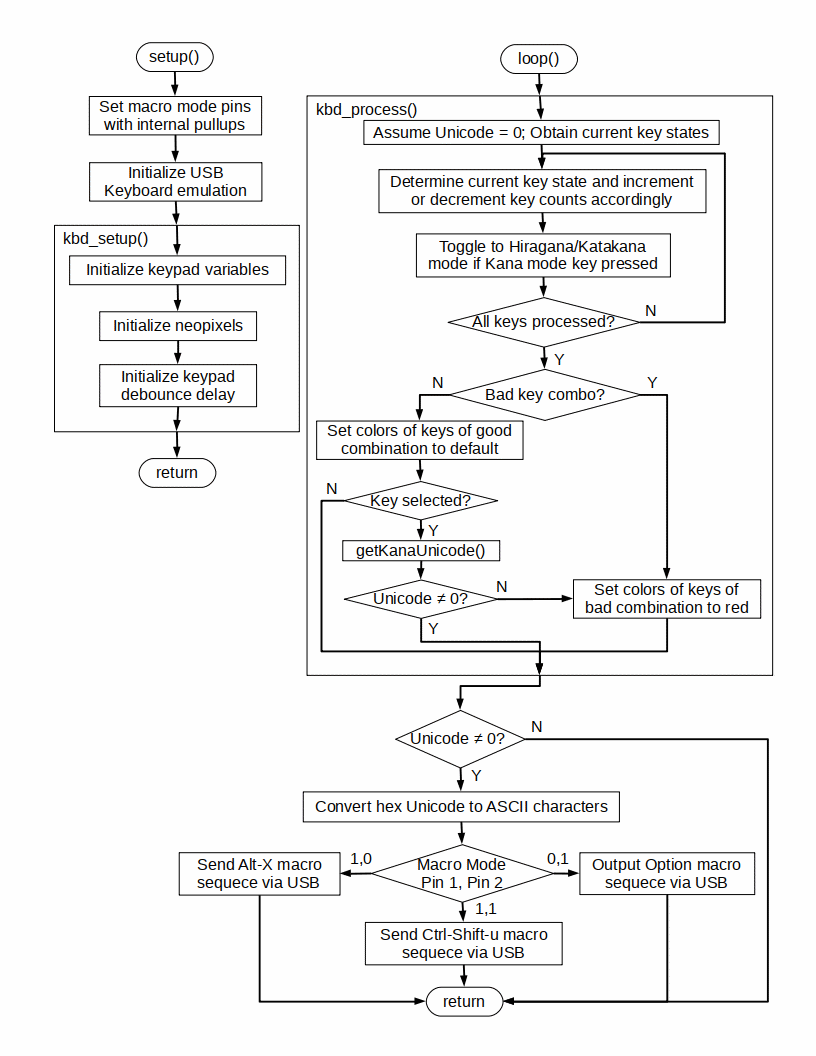 setup()
Set macro mode pins
with internal pullups
Initialize USB
Keyboard emulation
kbd_setup()
Initialize keypad variables
Initialize neopixels
Initialize keypad
debounce delay
return
loop()
kbd_process()
Assume Unicode = 0; Obtain current key states
Determine current key state and increment
or decrement key counts accordingly
Toggle to Hiragana/Katakana
mode if Kana mode key pressed
All keys processed?
N
Y
Bad key combo?
N
Y
Set colors of keys of good
combination to default
Key selected?
N
Y
getKanaUnicode()
Unicode ≠ 0?
N
Y
Set colors of keys of
bad combination to red
Unicode ≠ 0?
N
Y
Convert hex Unicode to ASCII characters
Macro Mode
Pin 1, Pin 2
1,0
0,1
1,1
Send Alt-X macro
sequece via USB
Output Option macro
sequece via USB
Send Ctrl-Shift-u macro
sequece via USB
return